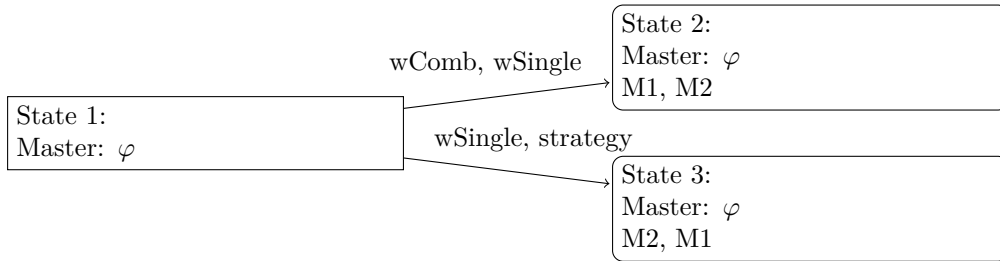 State 1:
Master: φ
wComb, wSingle
wSingle, strategy
State 2:
Master: φ
M1, M2
State 3:
Master: φ
M2, M1